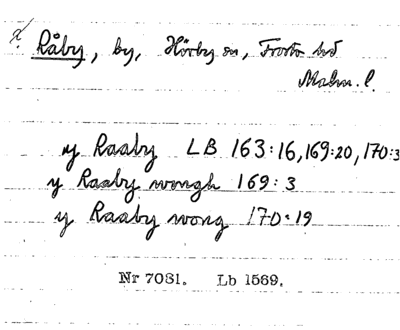 Råby, by, Hörby sn, Frosta hd
Malm. l.
y Raaby LB 163:16, 169:20, 170:3
y Raaby wongh 169:3
y Raaby wong 170:19
Nr 7031. Lb 1569.